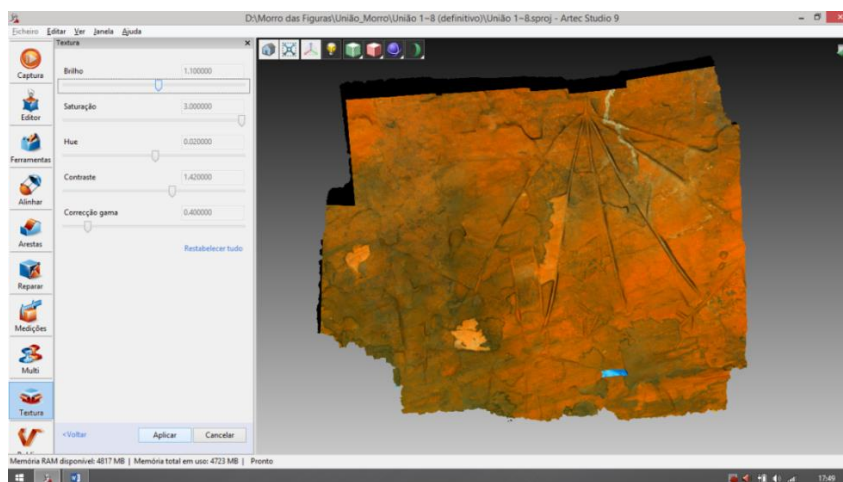 D:\Morro das Figuras\União_Morro\União 1~8 (definitivo)\União 1~8.sproj - Artec Studio 9
Ficheiro Editar Ver Janela Ajuda
Textura
Captura
Editor
Ferramentas
Alinhar
Arestas
Reparar
Medições
Multi
Textura
Brilho 1.100000
Saturação 3.000000
Hue 0.020000
Contraste 1.420000
Correcção gama 0.400000
Restabelecer tudo
<Voltar Aplicar Cancelar
Memória RAM disponível: 4817 MB | Memória total em uso: 4723 MB | Pronto
17:49